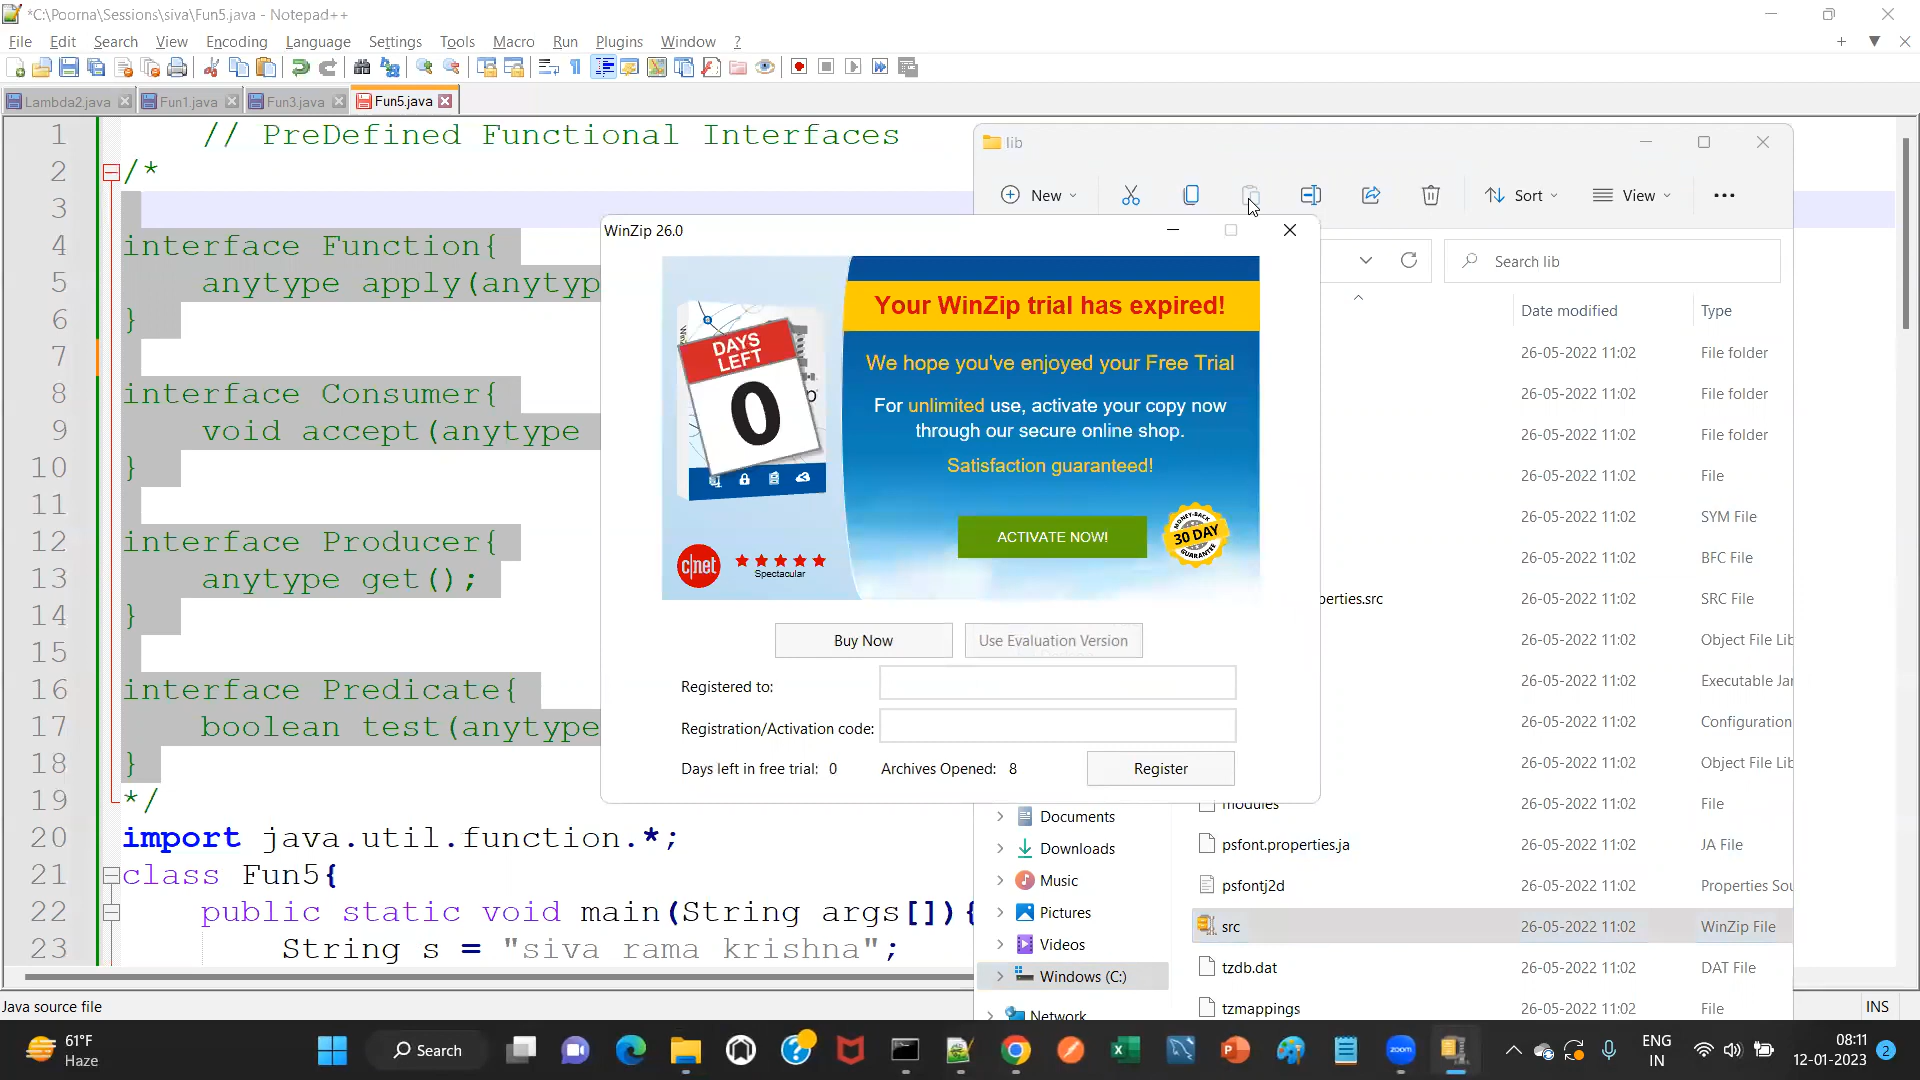 *C:\Poorna\Sessions\siva\Fun5.java - Notepad++
File Edit Search View Encoding Language Settings Tools Macro Run Plugins Window ?
Lambda2.java Fun1.java Fun3.java Fun5.java
1 // PreDefined Functional Interfaces
2 /*
3
4 interface Function{
5 anytype apply(anytyp
6 }
7
8 interface Consumer{
9 void accept(anytype
10 }
11
12 interface Producer{
13 anytype get();
14 }
15
16 interface Predicate{
17 boolean test(anytype
18 }
19 */
20 import java.util.function.*;
21 class Fun5{
22 public static void main(String args[]){
23 String s = "siva rama krishna";
lib
New Sort View
Search lib
Date modified Type
26-05-2022 11:02 File folder
26-05-2022 11:02 File folder
26-05-2022 11:02 File folder
26-05-2022 11:02 File
26-05-2022 11:02 SYM File
26-05-2022 11:02 BFC File
perties.src 26-05-2022 11:02 SRC File
26-05-2022 11:02 Object File Lib
26-05-2022 11:02 Executable Jar
26-05-2022 11:02 Configuration
26-05-2022 11:02 Object File Lib
modules 26-05-2022 11:02 File
psfont.properties.ja 26-05-2022 11:02 JA File
psfontj2d 26-05-2022 11:02 Properties Sou
src 26-05-2022 11:02 WinZip File
tzdb.dat 26-05-2022 11:02 DAT File
tzmappings 26-05-2022 11:02 File
Documents
Downloads
Music
Pictures
Videos
Windows (C:)
Network
WinZip 26.0
Your WinZip trial has expired!
We hope you've enjoyed your Free Trial
For unlimited use, activate your copy now
through our secure online shop.
Satisfaction guaranteed!
ACTIVATE NOW!
MONEY-BACK
30 DAY
GUARANTEE
DAYS
LEFT
0
c|net
Spectacular
Buy Now Use Evaluation Version
Registered to:
Registration/Activation code:
Days left in free trial: 0 Archives Opened: 8 Register
Java source file INS
61°F
Haze
Search
zoom
ENG
IN
08:11
12-01-2023
2